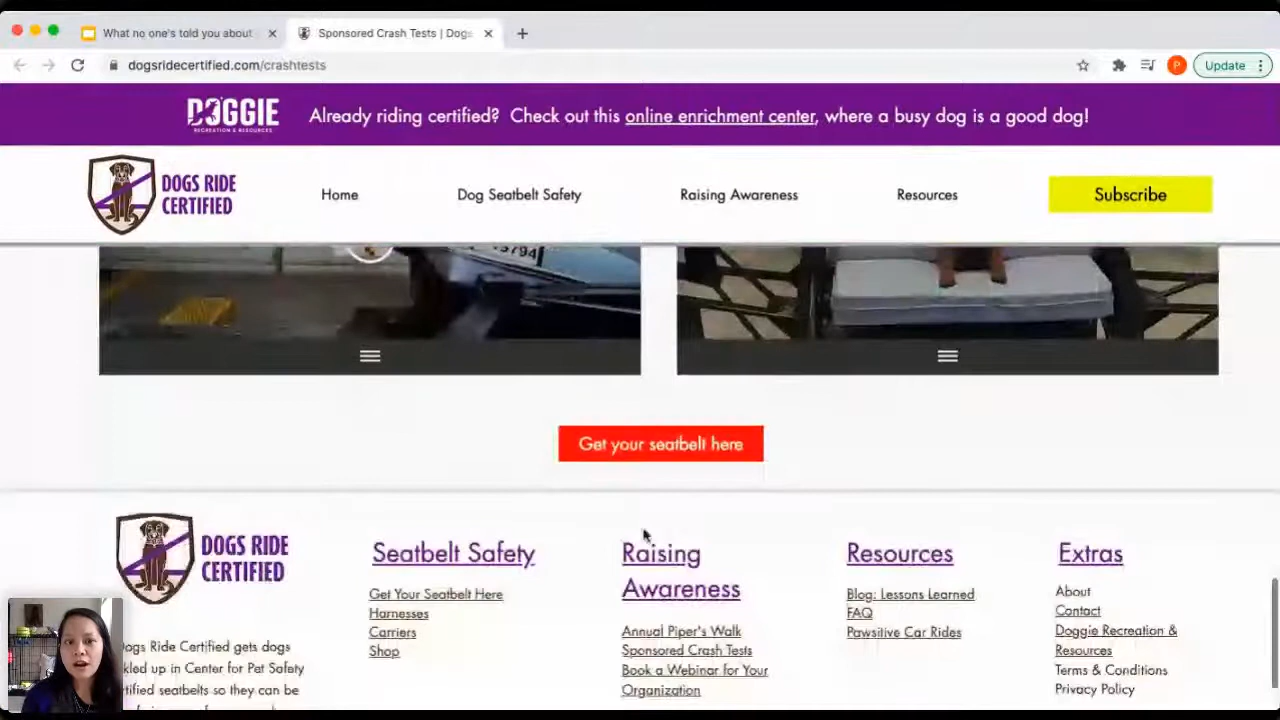 What no one's told you about
Sponsored Crash Tests | Dogs
dogsridecertified.com/crashtests
P
Update
DOGGIE
RECREATION & RESOURCES
Already riding certified? Check out this online enrichment center, where a busy dog is a good dog!
DOGS RIDE
CERTIFIED
Home
Dog Seatbelt Safety
Raising Awareness
Resources
Subscribe
13794
Get your seatbelt here
DOGS RIDE
CERTIFIED
Dogs Ride Certified gets dogs
kled up in Center for Pet Safety
tified seatbelts so they can be
Seatbelt Safety
Get Your Seatbelt Here
Harnesses
Carriers
Shop
Raising
Awareness
Annual Piper's Walk
Sponsored Crash Tests
Book a Webinar for Your
Organization
Resources
Blog: Lessons Learned
FAQ
Pawsitive Car Rides
Extras
About
Contact
Doggie Recreation &
Resources
Terms & Conditions
Privacy Policy